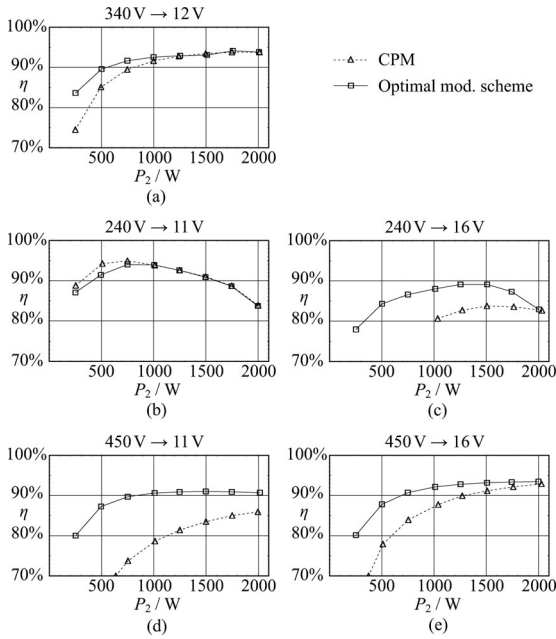 340 V → 12 V
100%
90%
η
80%
70%
500 1000 1500 2000
P₂ / W
(a)
CPM
Optimal mod. scheme
240 V → 11 V
100%
90%
η
80%
70%
500 1000 1500 2000
P₂ / W
(b)
240 V → 16 V
100%
90%
η
80%
70%
500 1000 1500 2000
P₂ / W
(c)
450 V → 11 V
100%
90%
η
80%
70%
500 1000 1500 2000
P₂ / W
(d)
450 V → 16 V
100%
90%
η
80%
70%
500 1000 1500 2000
P₂ / W
(e)